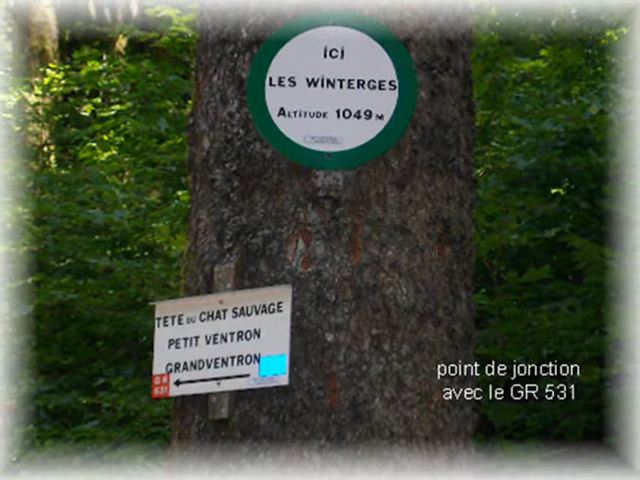 ici
LES WINTERGES
ALTITUDE 1049 M
TETE DU CHAT SAUVAGE
PETIT VENTRON
GRANDVENTRON
GR
531
point de jonction
avec le GR 531